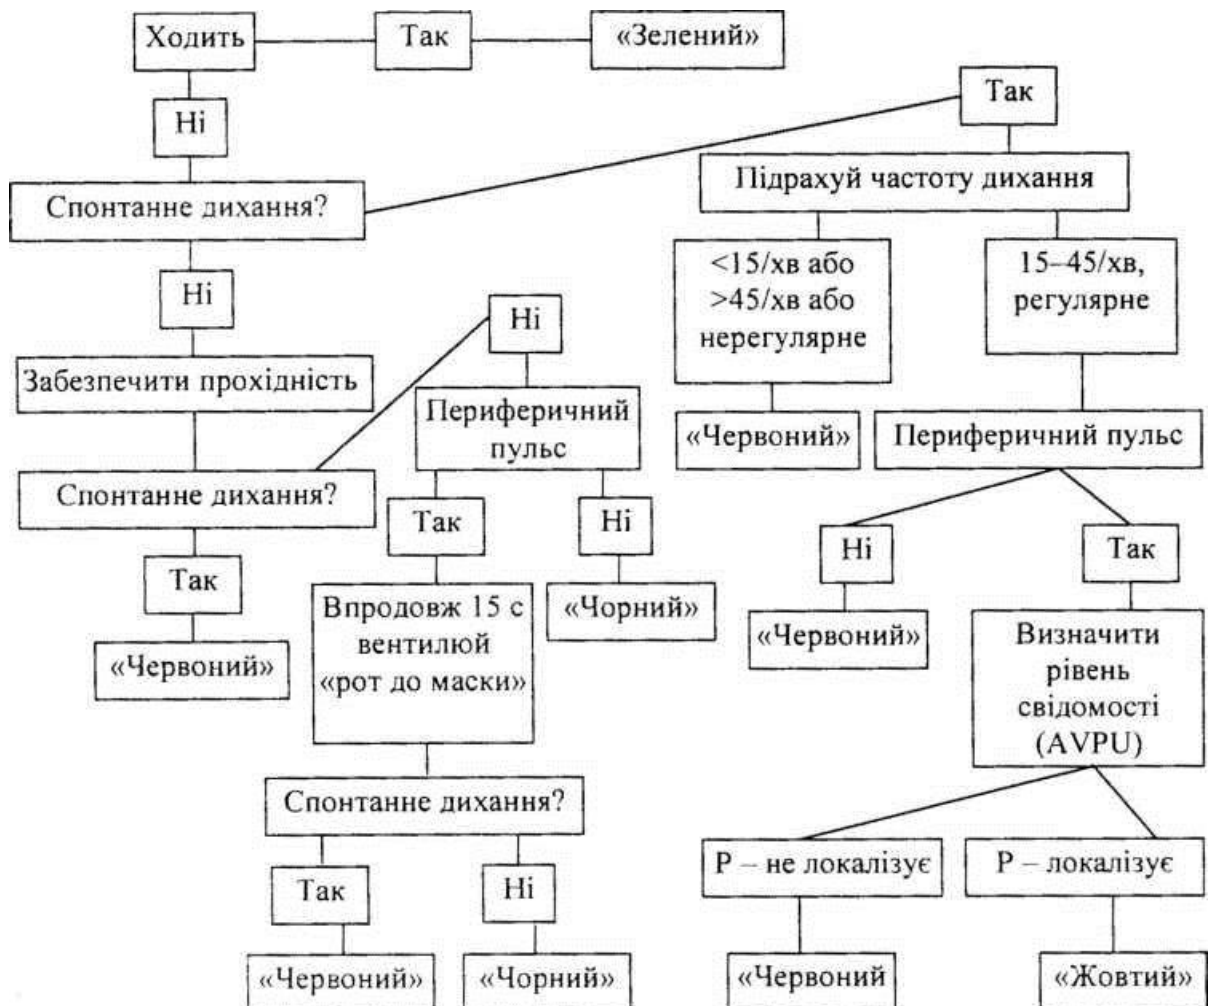 Ходить
Так
«Зелений»
Ні
Так
Спонтанне дихання?
Підрахуй частоту дихання
Ні
<15/хв або
>45/хв або
нерегулярне
15–45/хв,
регулярне
Ні
Забезпечити прохідність
Периферичний
пульс
«Червоний»
Периферичний пульс
Спонтанне дихання?
Так
Ні
Ні
Так
Так
Впродовж 15 с
вентилюй
«рот до маски»
«Чорний»
«Червоний»
Визначити
рівень
свідомості
(AVPU)
«Червоний»
Спонтанне дихання?
Р – не локалізує
Р – локалізує
Так
Ні
«Червоний»
«Чорний»
«Червоний
«Жовтий»